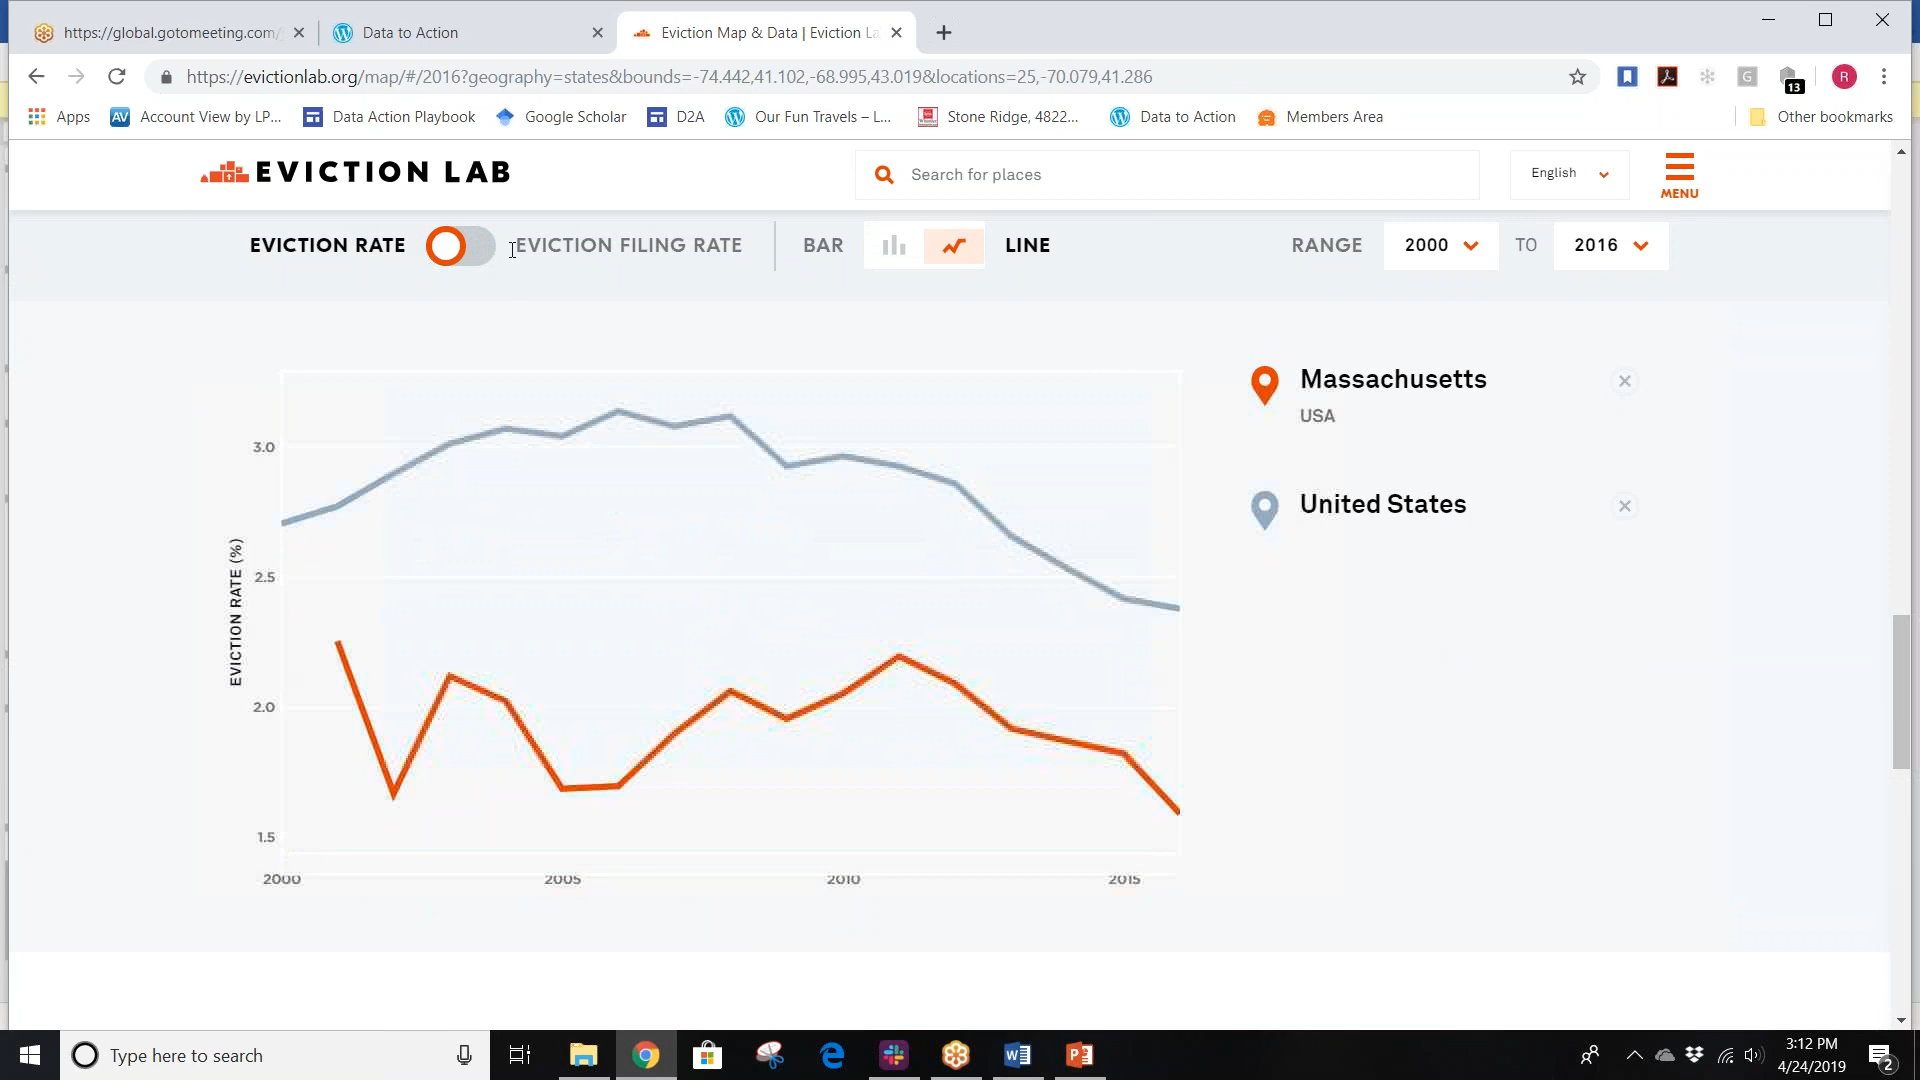 https://global.gotomeeting.com/
Data to Action
Eviction Map & Data | Eviction La
https://evictionlab.org/map/#/2016?geography=states&bounds=-74.442,41.102,-68.995,43.019&locations=25,-70.079,41.286
G
13
R
Apps
AV
Account View by LP...
Data Action Playbook
Google Scholar
D2A
Our Fun Travels – L...
Stone Ridge, 4822...
Data to Action
Members Area
Other bookmarks
EVICTION LAB
Search for places
English
MENU
EVICTION RATE
EVICTION FILING RATE
BAR
LINE
RANGE
2000
TO
2016
Massachusetts
USA
United States
EVICTION RATE (%)
3.0
2.5
2.0
1.5
2000
2005
2010
2015
Type here to search
3:12 PM
4/24/2019
2